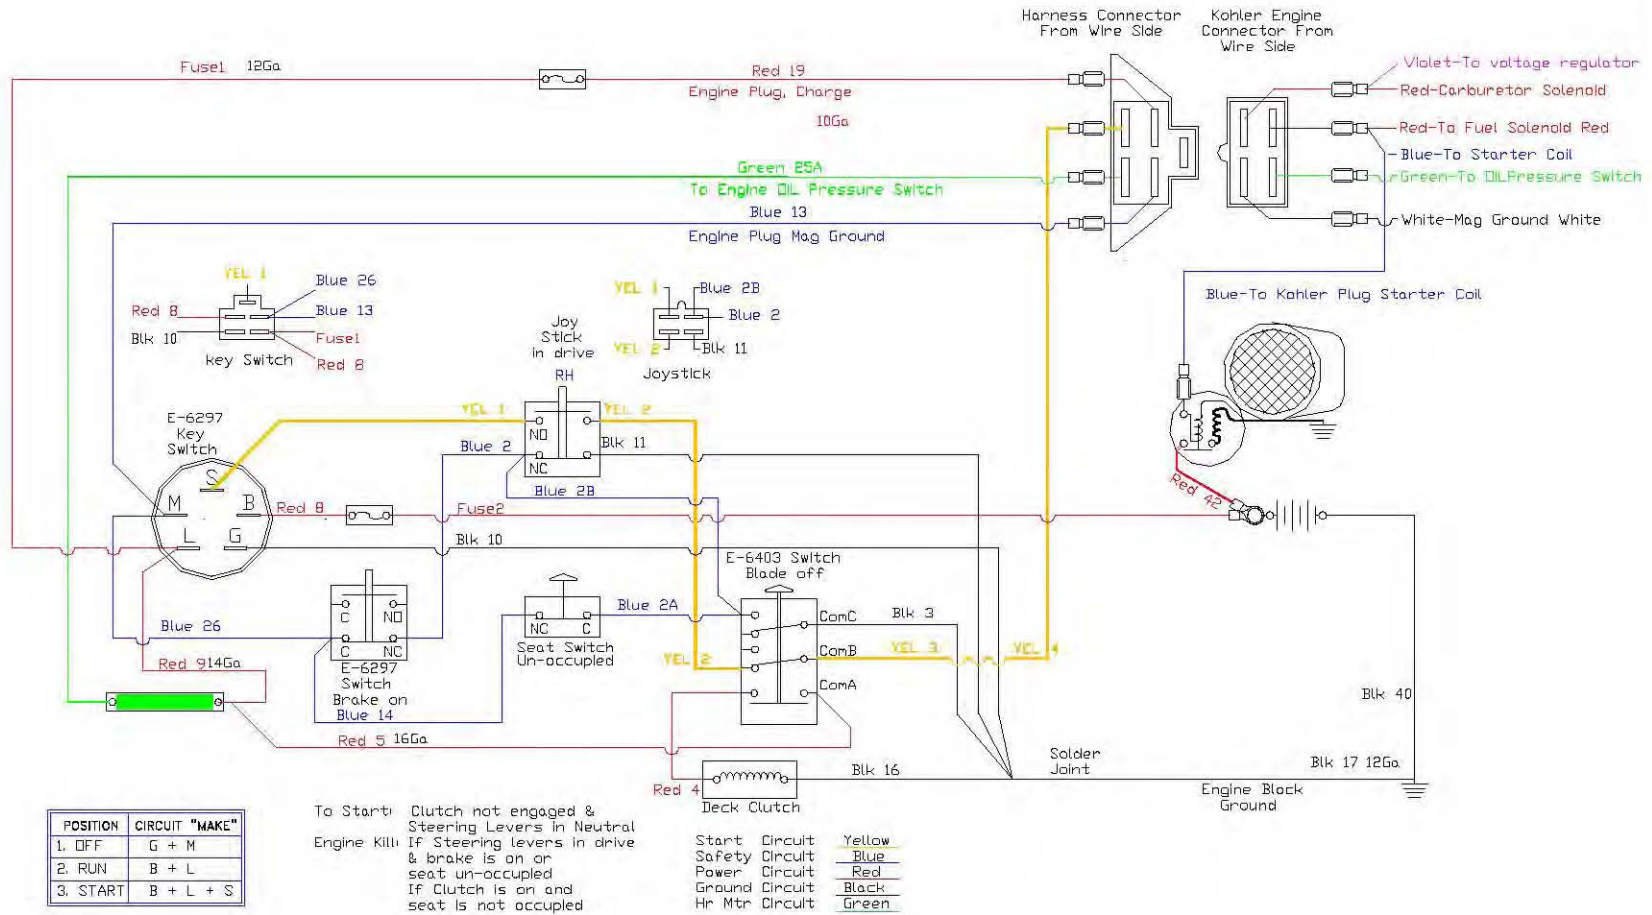 Harness Connector
From Wire Side
Kohler Engine
Connector From
Wire Side
Fuse1 12Ga
Red 19
Engine Plug, Charge
10Ga
Violet-To voltage regulator
Red-Carburetor Solenoid
Red-To Fuel Solenoid Red
Blue-To Starter Coil
Green-To OILPressure Switch
White-Mag Ground White
Green 25A
To Engine OIL Pressure Switch
Blue 13
Engine Plug Mag Ground
YEL 1
Blue 26
Red 8
Blue 13
Blk 10
Fuse1
key Switch
Red 8
YEL 1
Blue 2B
Blue 2
YEL 2
Blk 11
Joystick
Joy
Stick
in drive
RH
Blue-To Kohler Plug Starter Coil
E-6297
Key
Switch
YEL 1
YEL 2
NO
Blue 2
Blk 11
NC
Blue 2B
S
M
B
L
G
Red 8
Fuse2
Red 42
Blk 10
E-6403 Switch
Blade off
C
NO
C
NC
Blue 26
E-6297
Switch
Brake on
Blue 14
NC
C
Seat Switch
Un-occupied
Blue 2A
ComC
Blk 3
ComB
YEL 3
YEL 4
YEL 2
ComA
Red 914Ga
Red 5 16Ga
Blk 40
Solder
Joint
Blk 17 12Ga
Red 4
Blk 16
Deck Clutch
Engine Block
Ground
POSITION CIRCUIT "MAKE"
1. OFF G + M
2. RUN B + L
3. START B + L + S
To Start: Clutch not engaged &
Steering Levers in Neutral
Engine Kill: If Steering levers in drive
& brake is on or
seat un-occupied
If Clutch is on and
seat is not occupied
Start Circuit Yellow
Safety Circuit Blue
Power Circuit Red
Ground Circuit Black
Hr Mtr Circuit Green